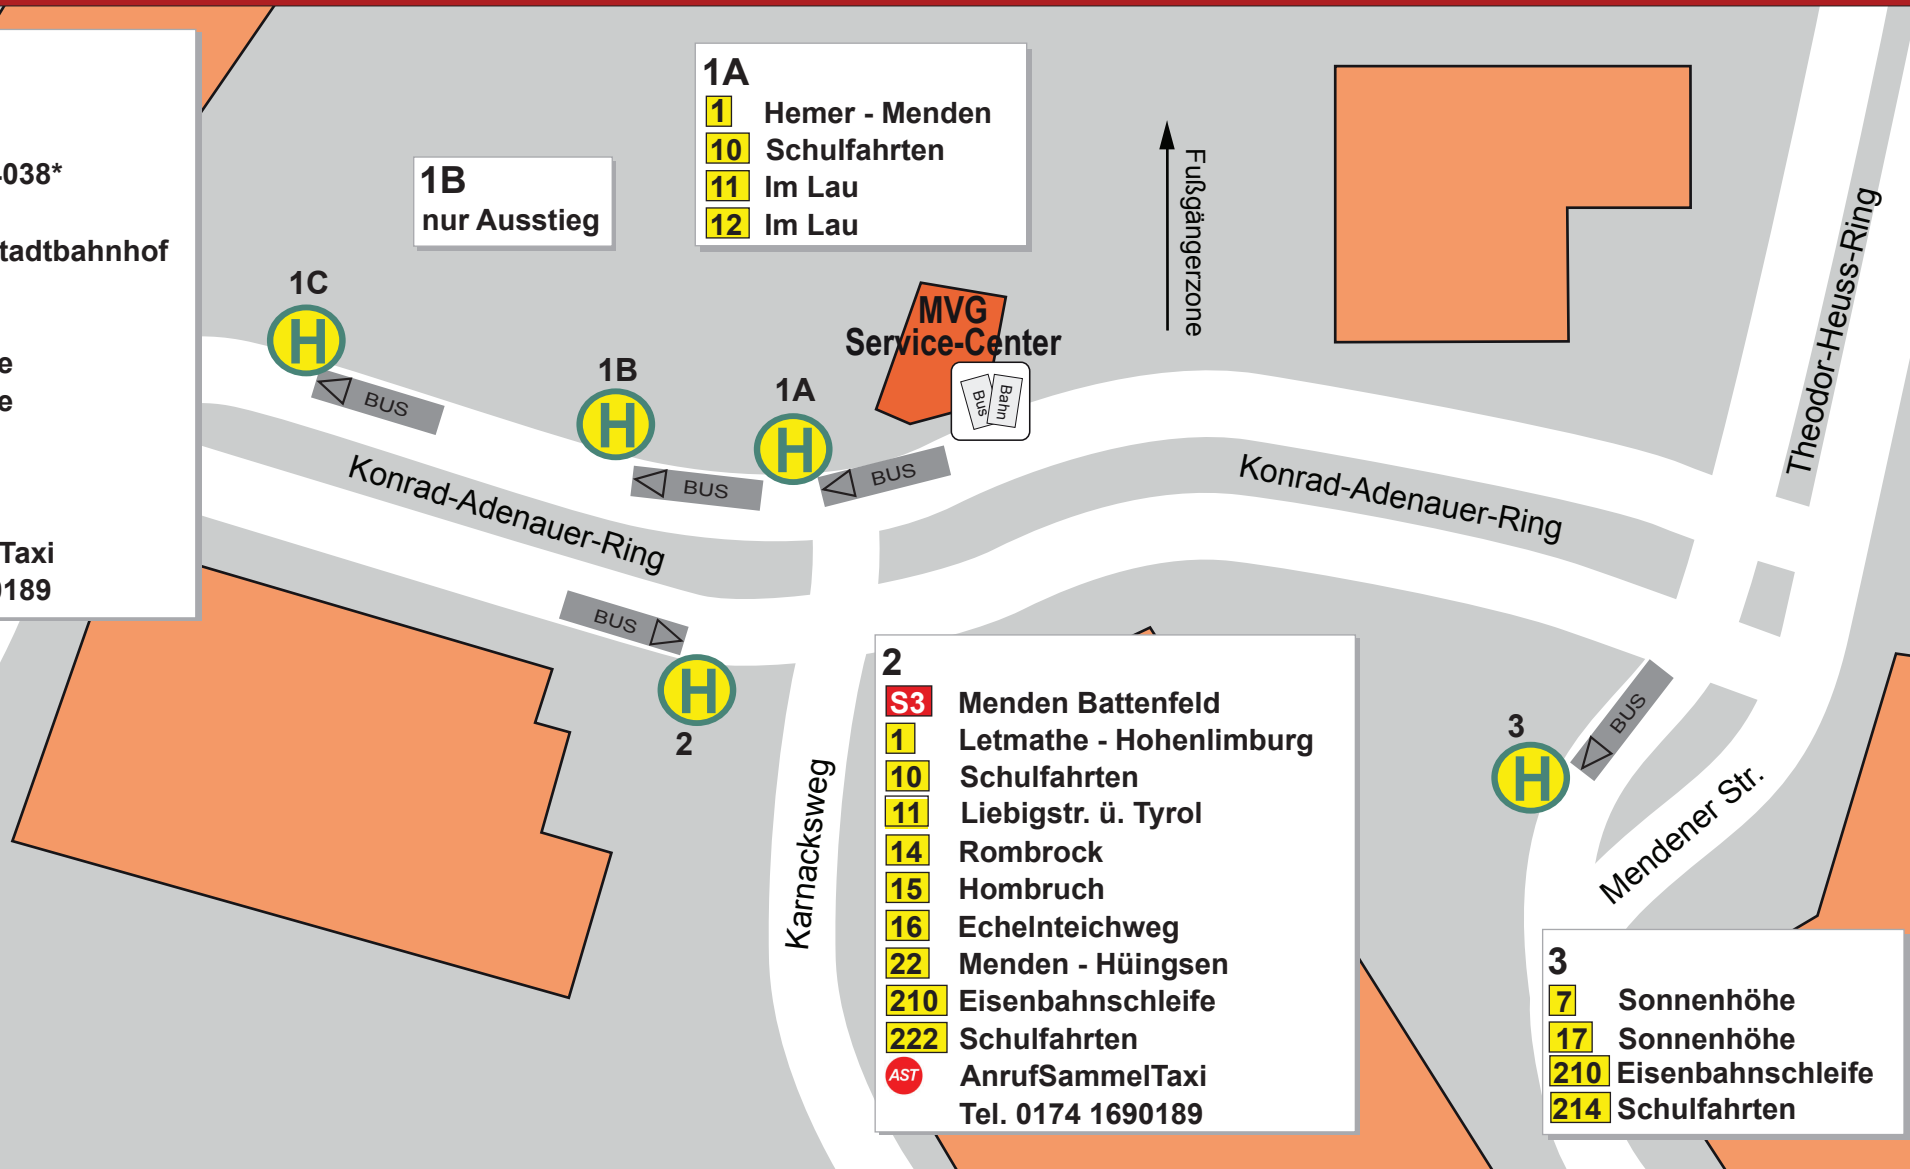 038*
tadtbahnhof
e
e
Taxi
189
1B
nur Ausstieg
1A
1 Hemer - Menden
10 Schulfahrten
11 Im Lau
12 Im Lau
Fußgängerzone
Theodor-Heuss-Ring
1C
1B
1A
MVG
Service-Center
Bus
Bahn
BUS
BUS
BUS
Konrad-Adenauer-Ring
Konrad-Adenauer-Ring
BUS
H
H
H
H
2
Karnacksweg
2
S3 Menden Battenfeld
1 Letmathe - Hohenlimburg
10 Schulfahrten
11 Liebigstr. ü. Tyrol
14 Rombrock
15 Hombruch
16 Echelnteichweg
22 Menden - Hüingsen
210 Eisenbahnschleife
222 Schulfahrten
AST AnrufSammelTaxi
Tel. 0174 1690189
3
H
BUS
Mendener Str.
3
7 Sonnenhöhe
17 Sonnenhöhe
210 Eisenbahnschleife
214 Schulfahrten